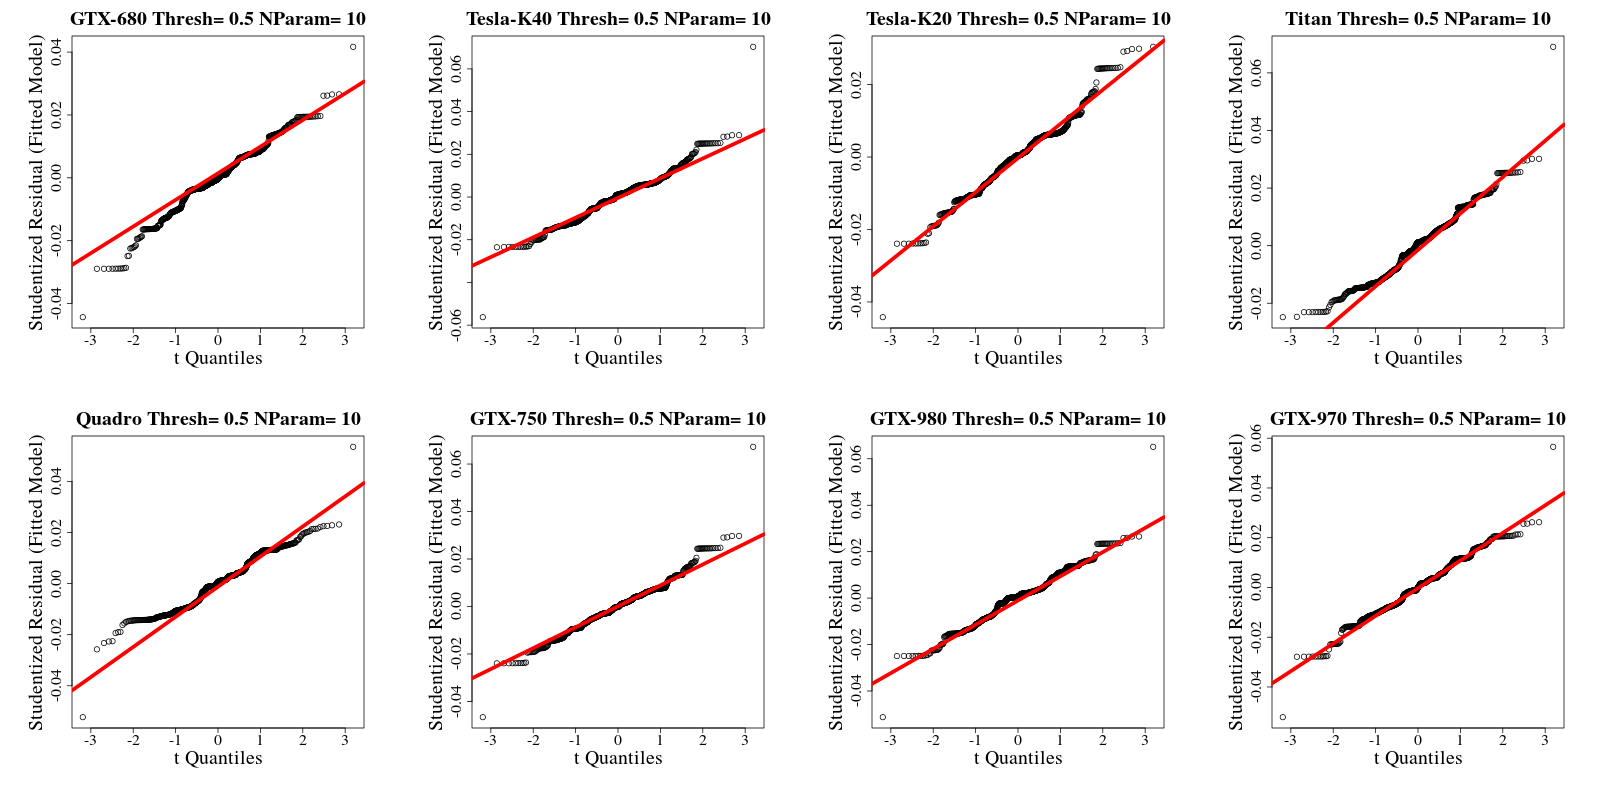 GTX-680 Thresh= 0.5 NParam= 10
Studentized Residual (Fitted Model)
-0.04 -0.02 0.00 0.02 0.04
-3 -2 -1 0 1 2 3
t Quantiles
Tesla-K40 Thresh= 0.5 NParam= 10
Studentized Residual (Fitted Model)
-0.06 -0.02 0.00 0.02 0.04 0.06
-3 -2 -1 0 1 2 3
t Quantiles
Tesla-K20 Thresh= 0.5 NParam= 10
Studentized Residual (Fitted Model)
-0.04 -0.02 0.00 0.02
-3 -2 -1 0 1 2 3
t Quantiles
Titan Thresh= 0.5 NParam= 10
Studentized Residual (Fitted Model)
-0.02 0.00 0.02 0.04 0.06
-3 -2 -1 0 1 2 3
t Quantiles
Quadro Thresh= 0.5 NParam= 10
Studentized Residual (Fitted Model)
-0.04 -0.02 0.00 0.02 0.04
-3 -2 -1 0 1 2 3
t Quantiles
GTX-750 Thresh= 0.5 NParam= 10
Studentized Residual (Fitted Model)
-0.04 -0.02 0.00 0.02 0.04 0.06
-3 -2 -1 0 1 2 3
t Quantiles
GTX-980 Thresh= 0.5 NParam= 10
Studentized Residual (Fitted Model)
-0.04 -0.02 0.00 0.02 0.04 0.06
-3 -2 -1 0 1 2 3
t Quantiles
GTX-970 Thresh= 0.5 NParam= 10
Studentized Residual (Fitted Model)
-0.04 -0.02 0.00 0.02 0.04 0.06
-3 -2 -1 0 1 2 3
t Quantiles